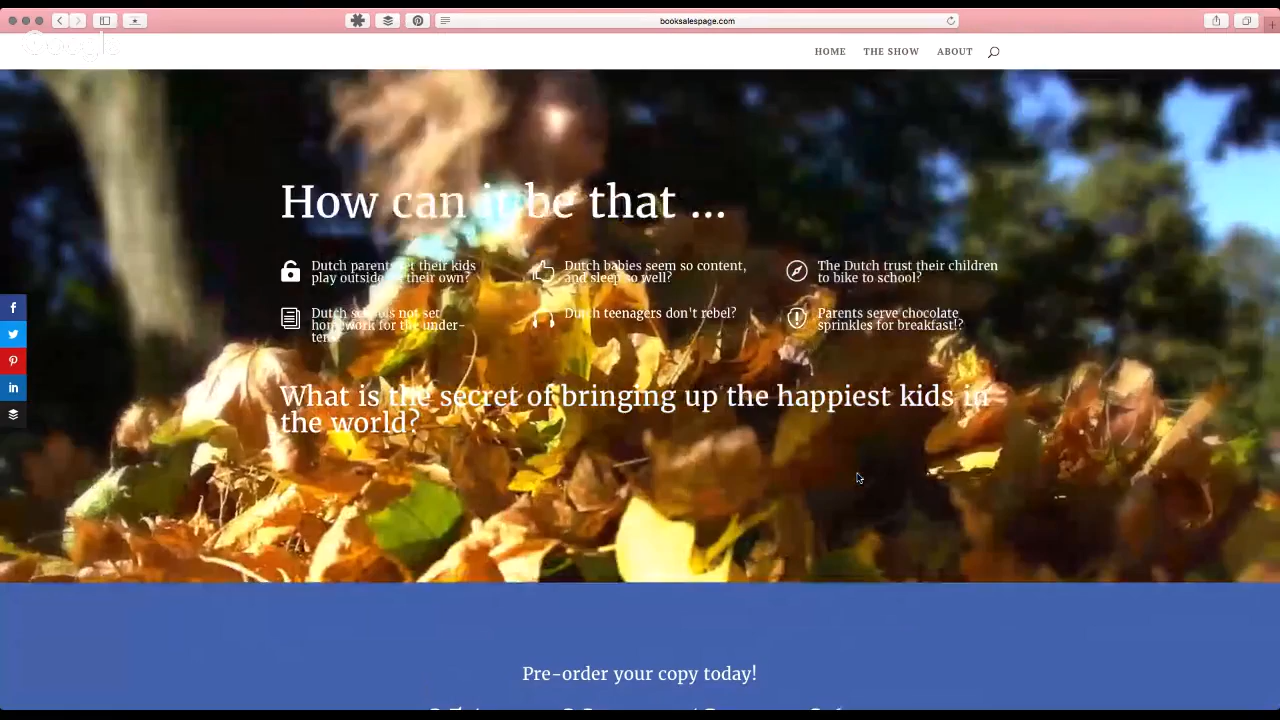 booksalespage.com
Google
HOME THE SHOW ABOUT
How can it be that ...
Dutch parents let their kids
play outside on their own?
Dutch babies seem so content,
and sleep so well?
The Dutch trust their children
to bike to school?
Dutch schools not set
homework for the under-
tens?
Dutch teenagers don't rebel?
Parents serve chocolate
sprinkles for breakfast!?
What is the secret of bringing up the happiest kids in
the world?
Pre-order your copy today!